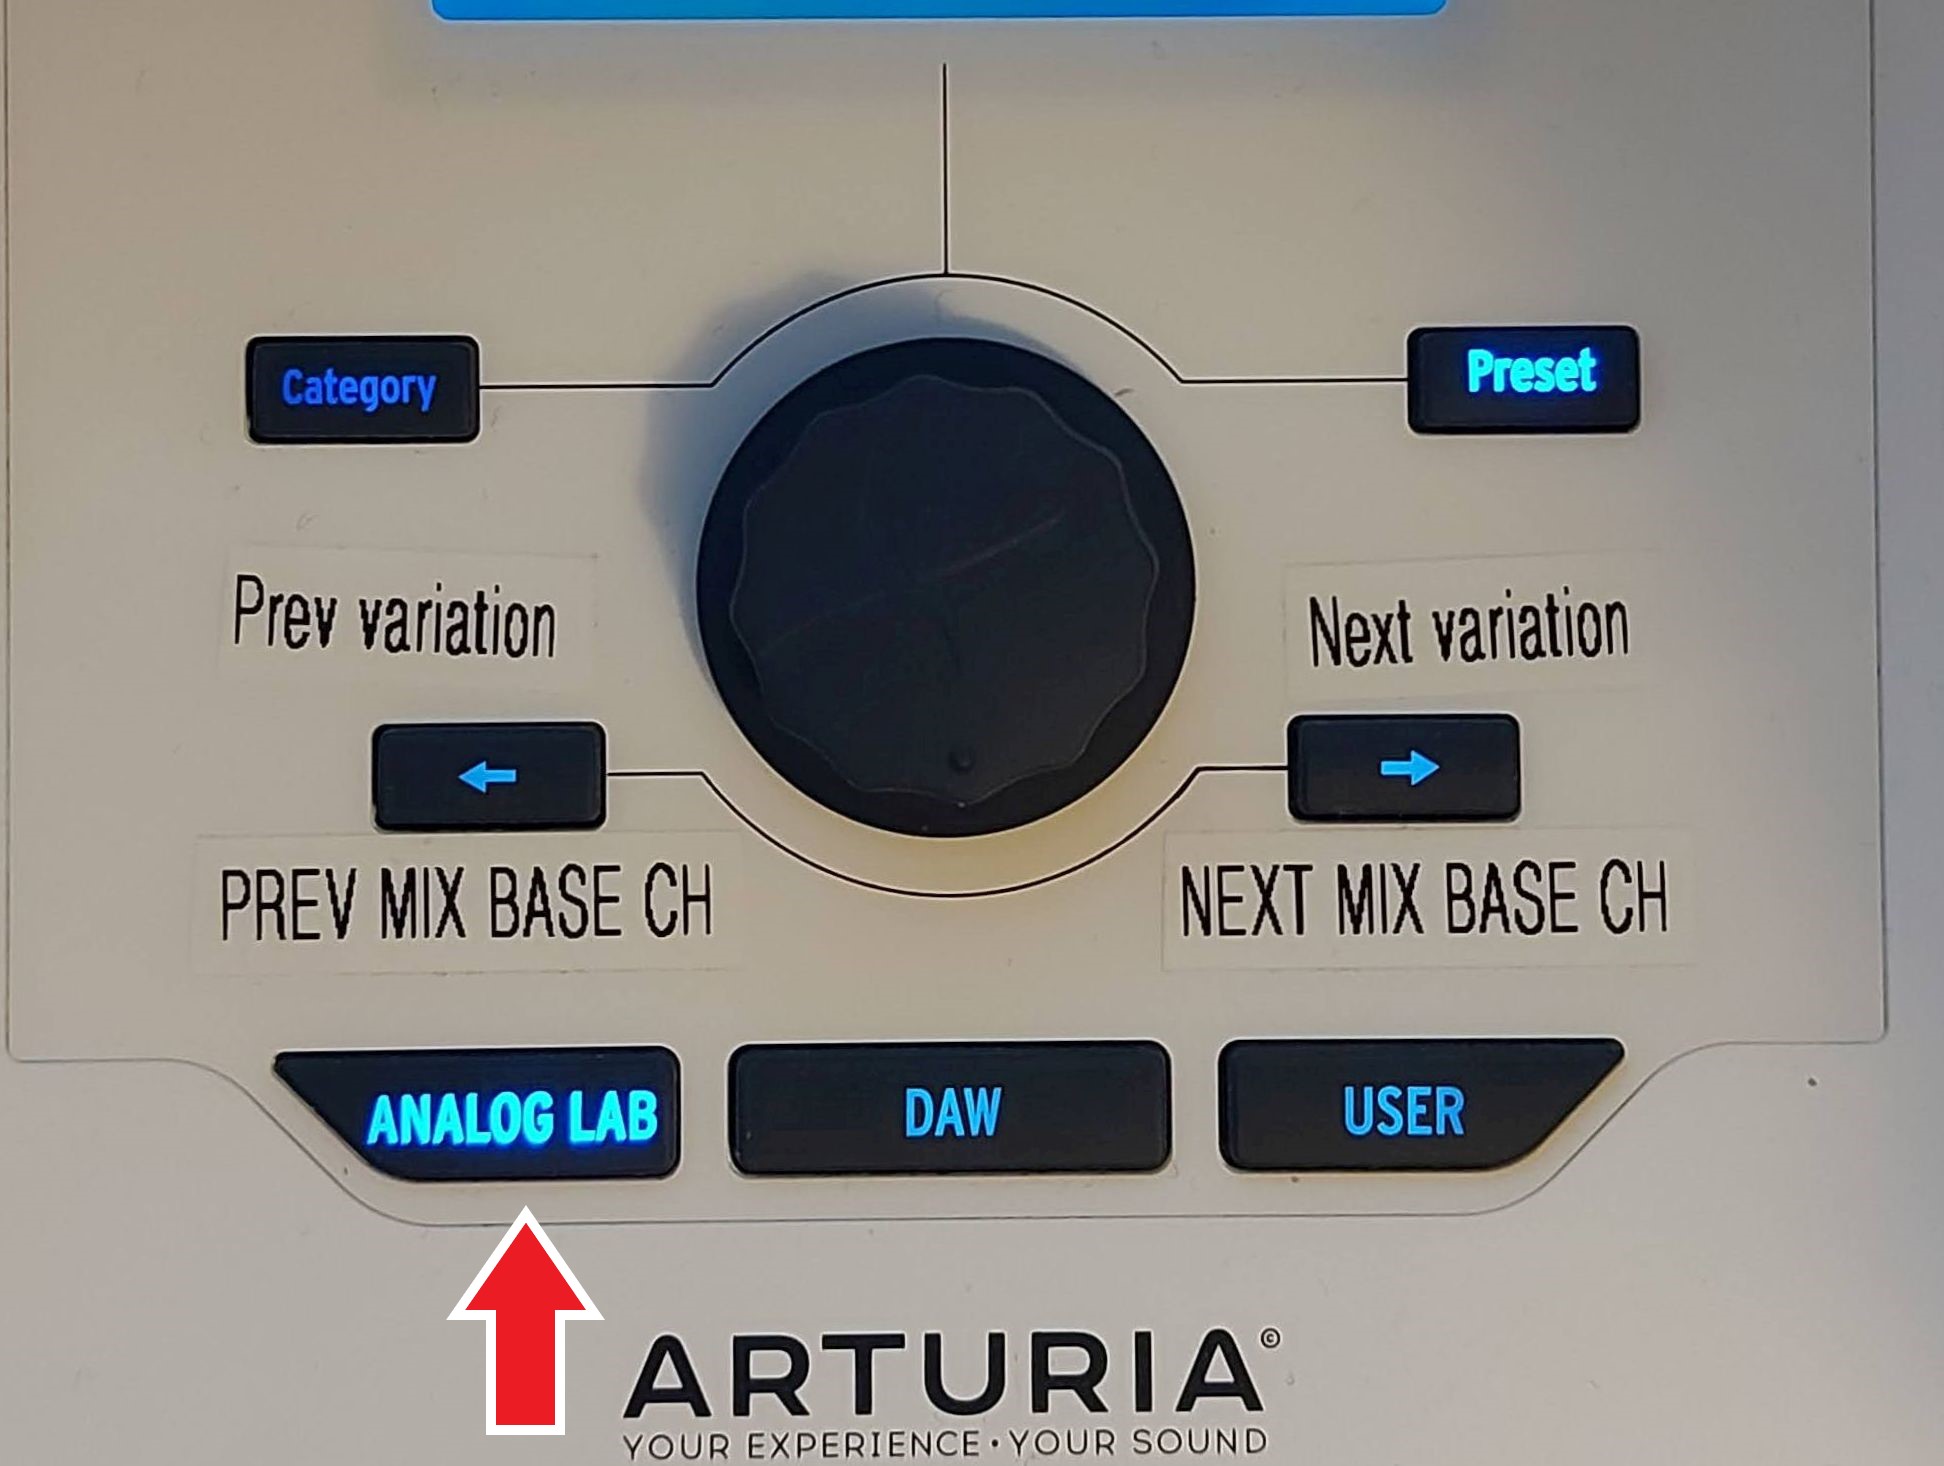 Category
Preset
Prev variation
Next variation
←
→
PREV MIX BASE CH
NEXT MIX BASE CH
ANALOG LAB
DAW
USER
ARTURIA©
YOUR EXPERIENCE • YOUR SOUND